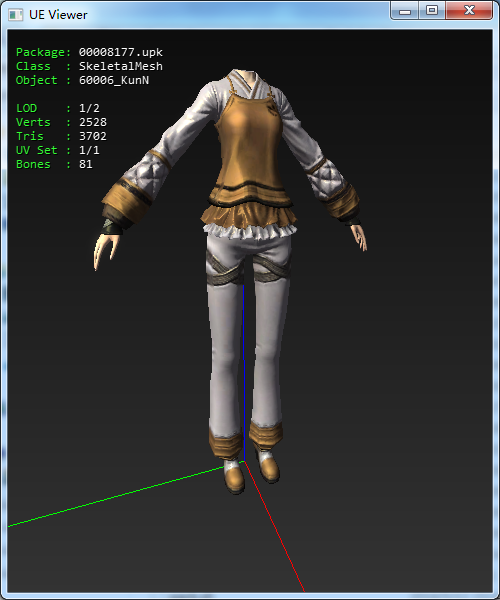 UE Viewer
Package: 00008177.upk
Class : SkeletalMesh
Object : 60006_KunN
LOD : 1/2
Verts : 2528
Tris : 3702
UV Set : 1/1
Bones : 81